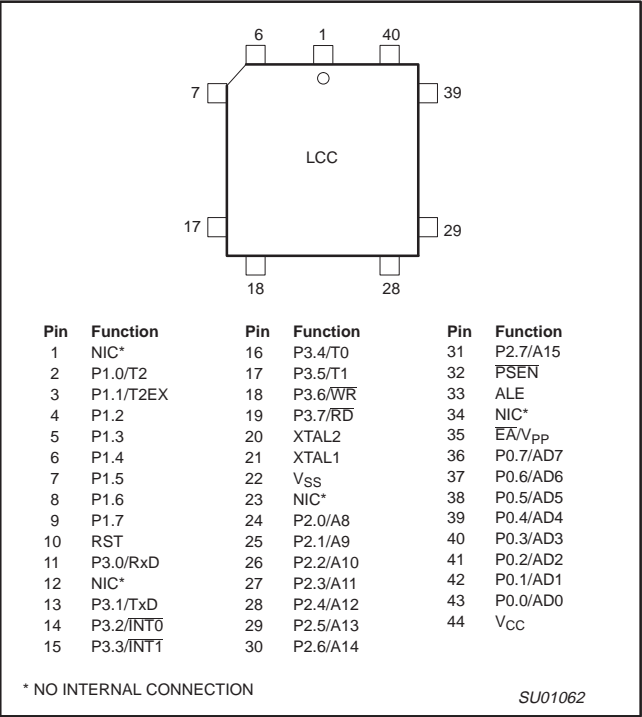 6 1 40
7 39
LCC
17 29
18 28
Pin Function Pin Function Pin Function
1 NIC* 16 P3.4/T0 31 P2.7/A15
2 P1.0/T2 17 P3.5/T1 32 P̅S̅E̅N̅
3 P1.1/T2EX 18 P3.6/W̅R̅ 33 ALE
4 P1.2 19 P3.7/R̅D̅ 34 NIC*
5 P1.3 20 XTAL2 35 E̅A̅/VPP
6 P1.4 21 XTAL1 36 P0.7/AD7
7 P1.5 22 VSS 37 P0.6/AD6
8 P1.6 23 NIC* 38 P0.5/AD5
9 P1.7 24 P2.0/A8 39 P0.4/AD4
10 RST 25 P2.1/A9 40 P0.3/AD3
11 P3.0/RxD 26 P2.2/A10 41 P0.2/AD2
12 NIC* 27 P2.3/A11 42 P0.1/AD1
13 P3.1/TxD 28 P2.4/A12 43 P0.0/AD0
14 P3.2/I̅N̅T̅0̅ 29 P2.5/A13 44 VCC
15 P3.3/I̅N̅T̅1̅ 30 P2.6/A14
* NO INTERNAL CONNECTION
SU01062